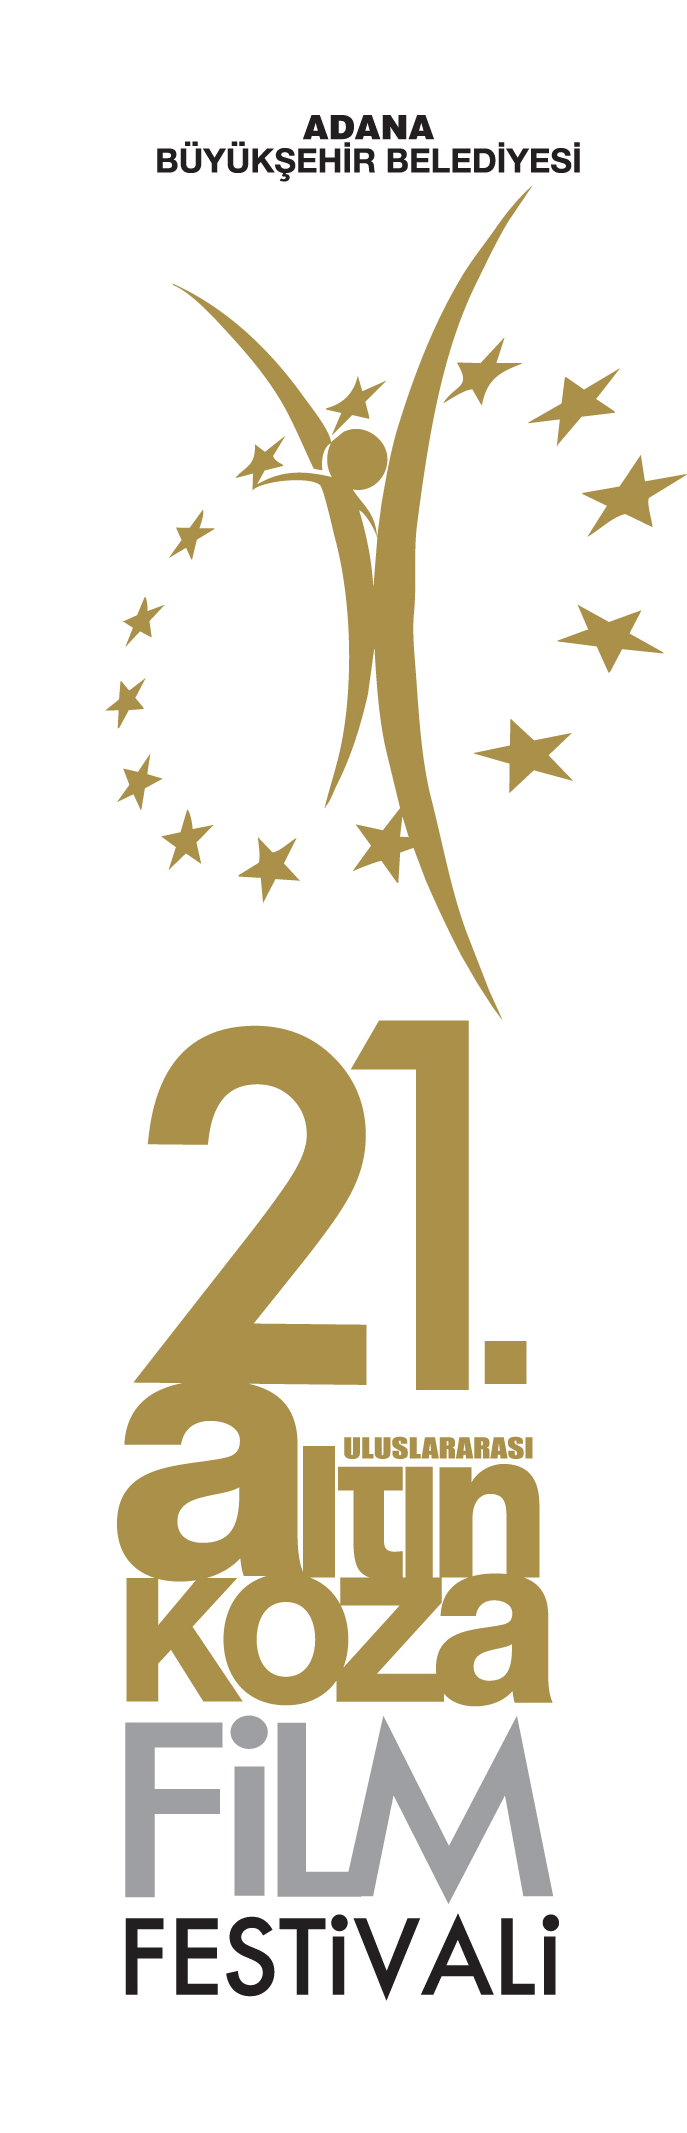 ADANA
BÜYÜKŞEHİR BELEDİYESİ
21.
ULUSLARARASI
altın
KOZa
FiLM
FESTiVALi